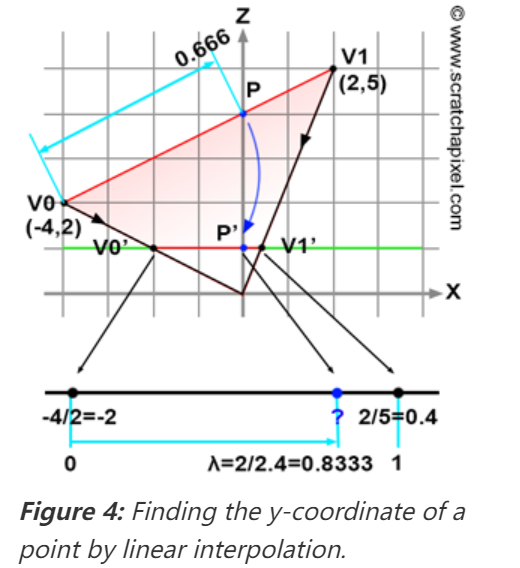 Z
© www.scratchapixel.com
0.666
V1
(2,5)
P
V0
(-4,2)
V0’
P’
V1’
X
-4/2=-2
?
2/5=0.4
0
λ=2/2.4=0.8333
1
Figure 4: Finding the y-coordinate of a
point by linear interpolation.